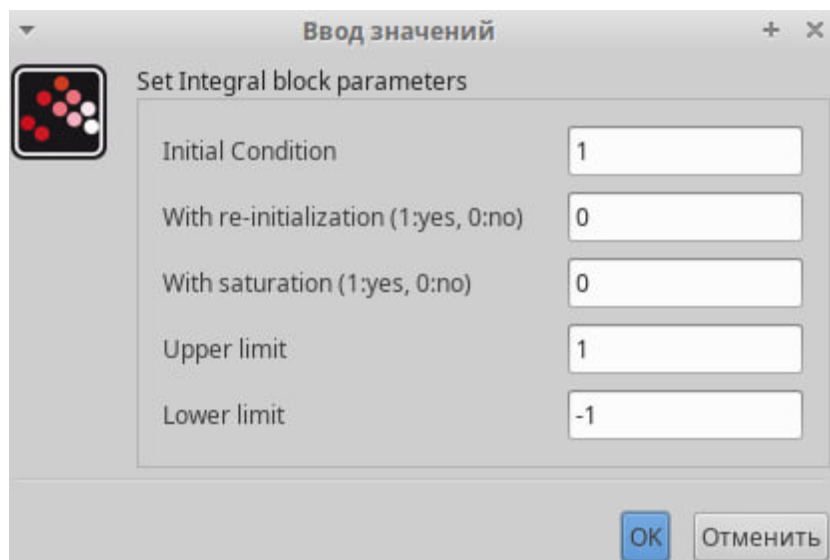 Ввод значений
Set Integral block parameters
Initial Condition 1
With re-initialization (1:yes, 0:no) 0
With saturation (1:yes, 0:no) 0
Upper limit 1
Lower limit -1
OK Отменить